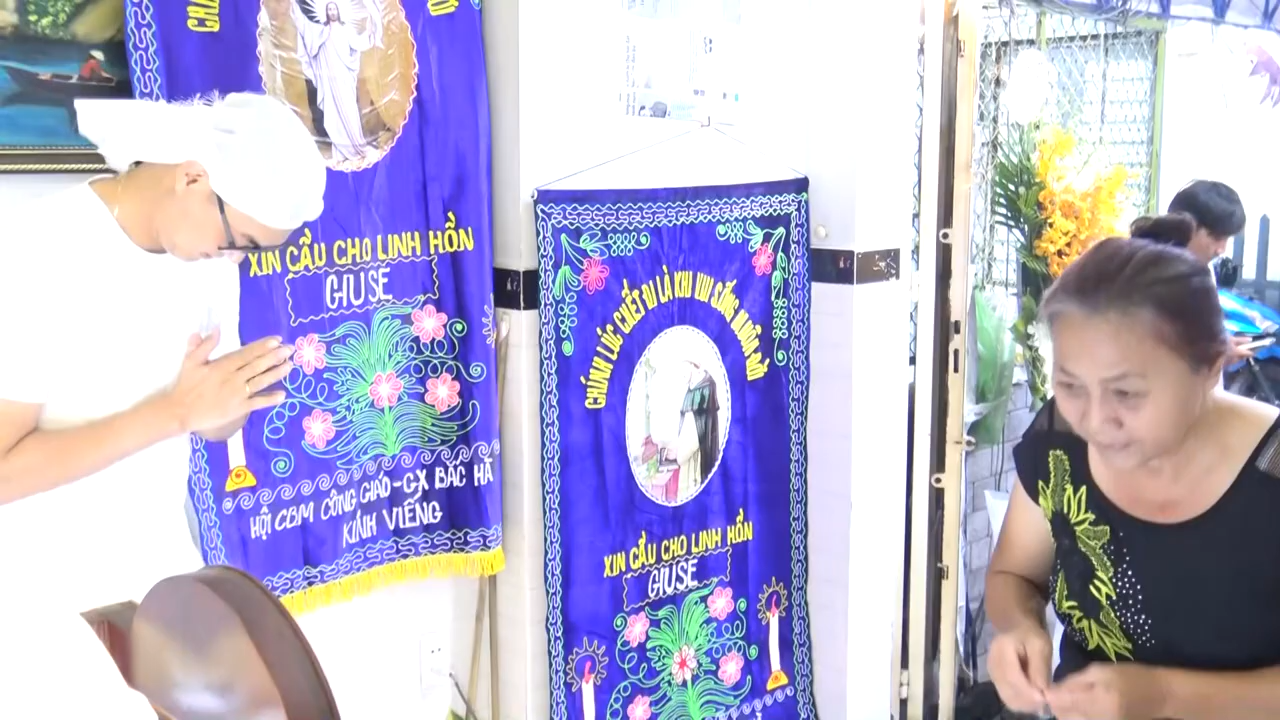 XIN CẦU CHO LINH HỒN
GIUSE
HỘI CBM CÔNG GIÁO-GX BẮC HÀ
KÍNH VIẾNG
CHÍNH LÚC CHẾT ĐI LÀ KHI VUI SỐNG MUÔN ĐỜI
XIN CẦU CHO LINH HỒN
GIUSE